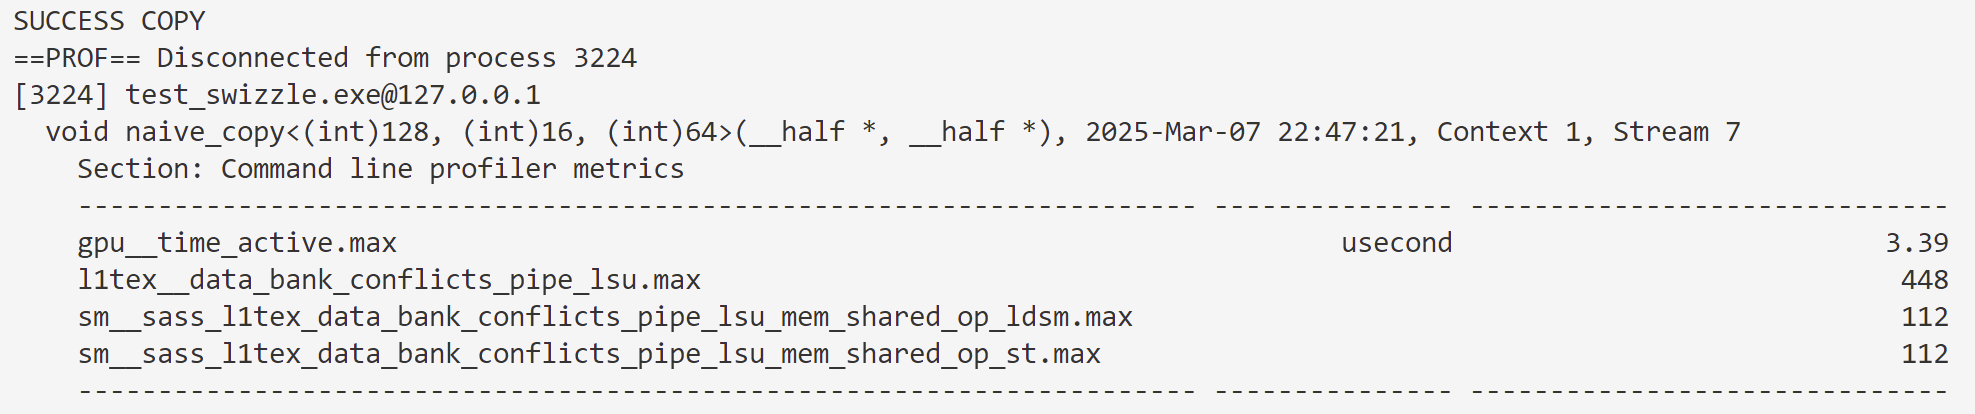 SUCCESS COPY
==PROF== Disconnected from process 3224
[3224] test_swizzle.exe@127.0.0.1
  void naive_copy<(int)128, (int)16, (int)64>(__half *, __half *), 2025-Mar-07 22:47:21, Context 1, Stream 7
    Section: Command line profiler metrics
    ---------------------------------------------------------------------- --------------- ------------------------------
    gpu__time_active.max                                                           usecond                           3.39
    l1tex__data_bank_conflicts_pipe_lsu.max                                                                           448
    sm__sass_l1tex_data_bank_conflicts_pipe_lsu_mem_shared_op_ldsm.max                                                112
    sm__sass_l1tex_data_bank_conflicts_pipe_lsu_mem_shared_op_st.max                                                  112
    ---------------------------------------------------------------------- --------------- ------------------------------